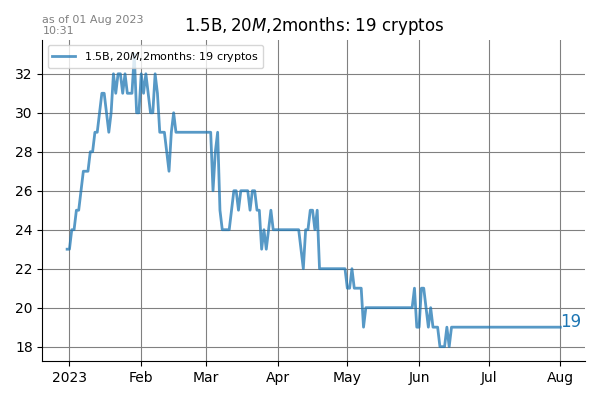 as of 01 Aug 2023
10:31
1.5B, 20M, 2months: 19 cryptos
1.5B, 20M, 2months: 19 cryptos
32
30
28
26
24
22
20
18
19
2023
Feb
Mar
Apr
May
Jun
Jul
Aug